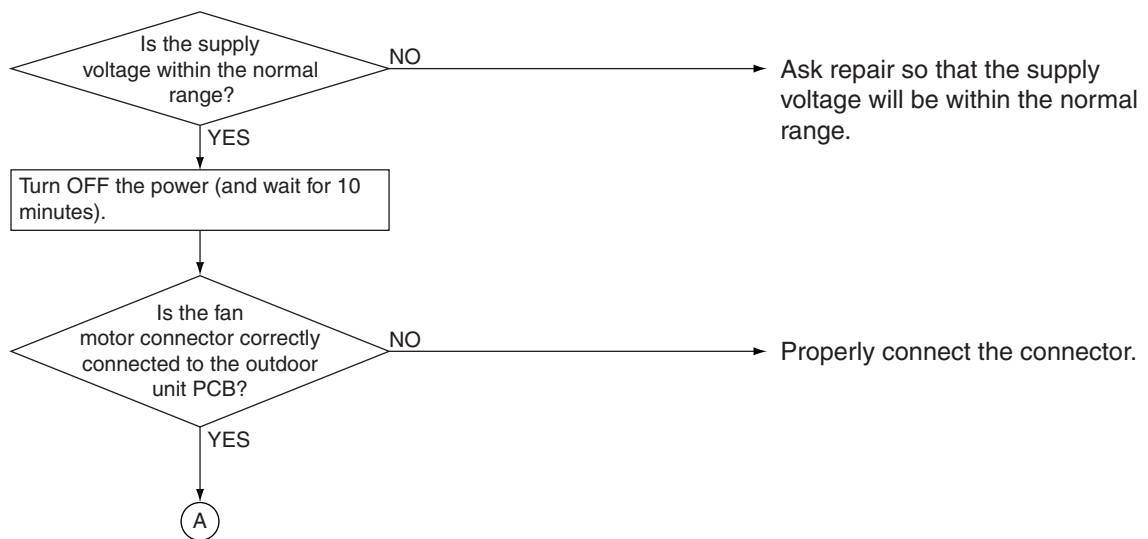 Is the supply
voltage within the normal
range?
NO
Ask repair so that the supply
voltage will be within the normal
range.
YES
Turn OFF the power (and wait for 10
minutes).
Is the fan
motor connector correctly
connected to the outdoor
unit PCB?
NO
Properly connect the connector.
YES
A